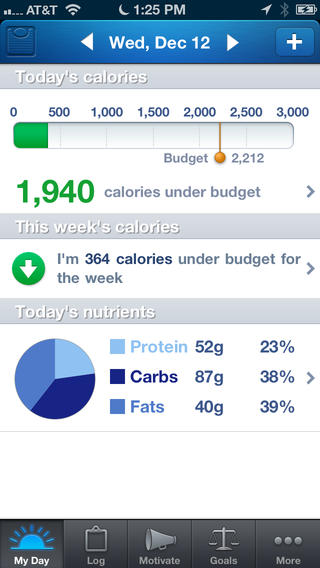 AT&T 1:25 PM
Wed, Dec 12
Today's calories
0 500 1,000 1,500 2,000 2,500 3,000
Budget 2,212
1,940 calories under budget
This week's calories
I'm 364 calories under budget for
the week
Today's nutrients
Protein 52g 23%
Carbs 87g 38%
Fats 40g 39%
My Day Log Motivate Goals More